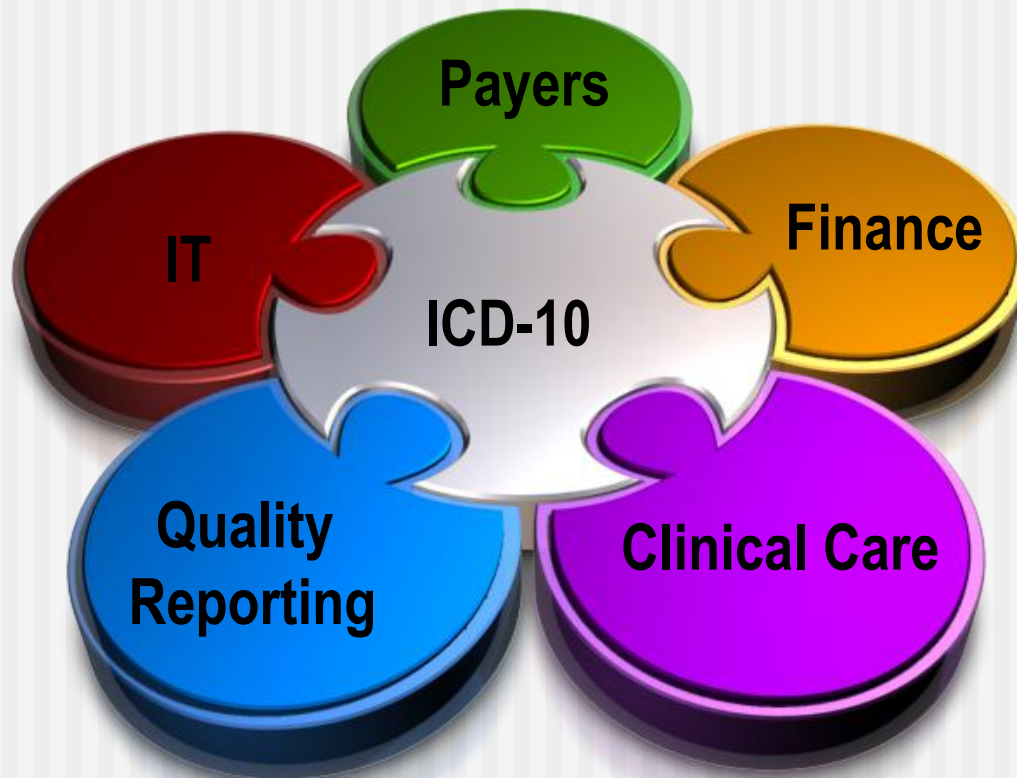 Payers
Finance
IT
ICD-10
Quality
Reporting
Clinical Care